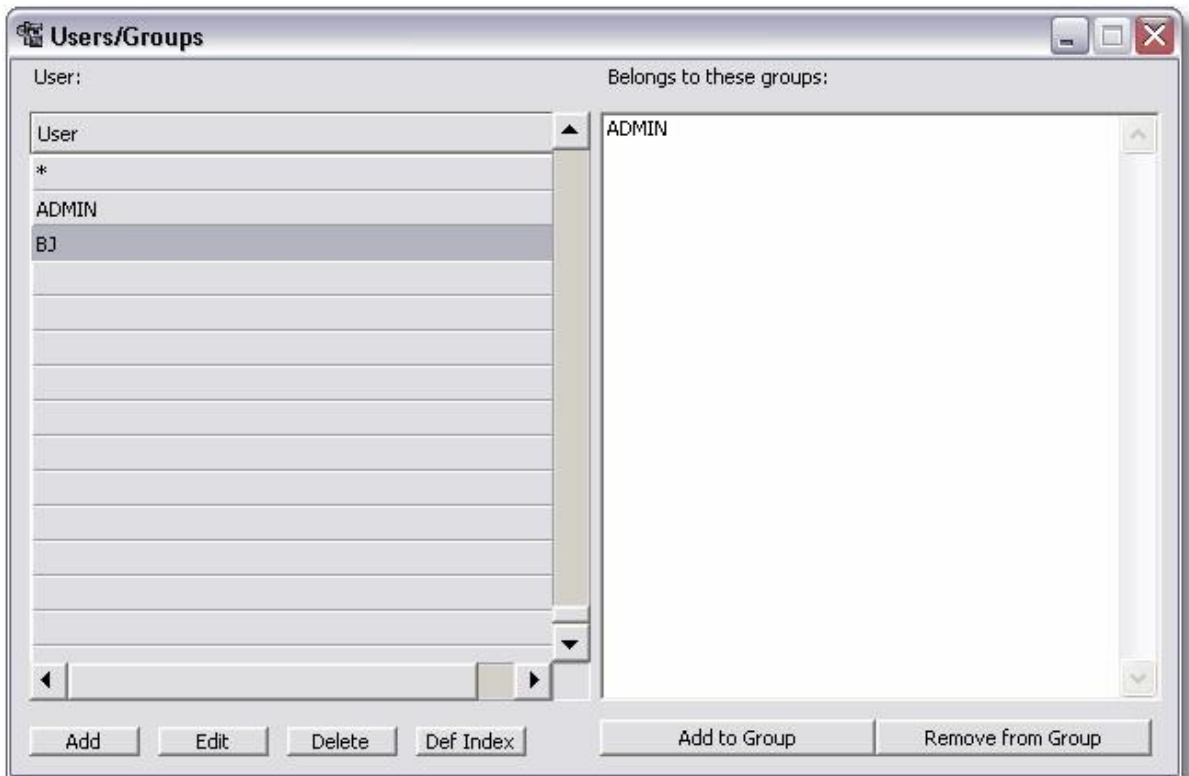 Users/Groups
User:
Belongs to these groups:
User
*
ADMIN
BJ
ADMIN
Add
Edit
Delete
Def Index
Add to Group
Remove from Group